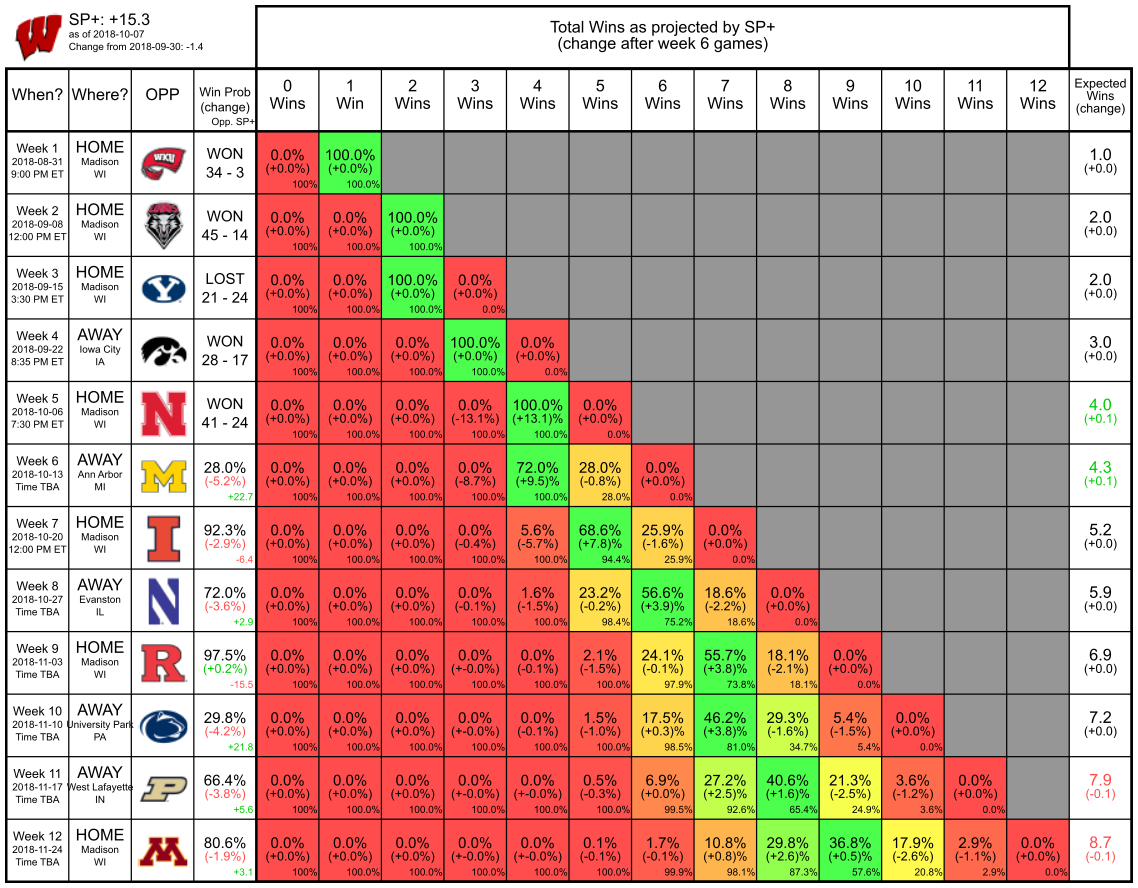 SP+: +15.3
as of 2018-10-07
Change from 2018-09-30: -1.4
Total Wins as projected by SP+
(change after week 6 games)
When? Where? OPP Win Prob (change) Opp. SP+ 0 Wins 1 Win 2 Wins 3 Wins 4 Wins 5 Wins 6 Wins 7 Wins 8 Wins 9 Wins 10 Wins 11 Wins 12 Wins Expected Wins (change)
Week 1 HOME WKU WON 0.0% 100.0% 1.0
2018-08-31 Madison 34 - 3 (+0.0%) (+0.0%) (+0.0)
9:00 PM ET WI 100% 100.0%
Week 2 HOME WON 0.0% 0.0% 100.0% 2.0
2018-09-08 Madison 45 - 14 (+0.0%) (+0.0%) (+0.0%) (+0.0)
12:00 PM ET WI 100% 100.0% 100.0%
Week 3 HOME Y LOST 0.0% 0.0% 100.0% 0.0% 2.0
2018-09-15 Madison 21 - 24 (+0.0%) (+0.0%) (+0.0%) (+0.0%) (+0.0)
3:30 PM ET WI 100% 100.0% 100.0% 0.0%
Week 4 AWAY WON 0.0% 0.0% 0.0% 100.0% 0.0% 3.0
2018-09-22 Iowa City 28 - 17 (+0.0%) (+0.0%) (+0.0%) (+0.0%) (+0.0%) (+0.0)
8:35 PM ET IA 100% 100.0% 100.0% 100.0% 0.0%
Week 5 HOME N WON 0.0% 0.0% 0.0% 0.0% 100.0% 0.0% 4.0
2018-10-06 Madison 41 - 24 (+0.0%) (+0.0%) (+0.0%) (-13.1%) (+13.1)% (+0.0%) (+0.1)
7:30 PM ET WI 100% 100.0% 100.0% 100.0% 100.0% 0.0%
Week 6 AWAY M 28.0% 0.0% 0.0% 0.0% 0.0% 72.0% 28.0% 0.0% 4.3
2018-10-13 Ann Arbor (-5.2%) (+0.0%) (+0.0%) (+0.0%) (-8.7%) (+9.5)% (-0.8%) (+0.0%) (+0.1)
Time TBA MI +22.7 100% 100.0% 100.0% 100.0% 100.0% 28.0% 0.0%
Week 7 HOME I 92.3% 0.0% 0.0% 0.0% 0.0% 5.6% 68.6% 25.9% 0.0% 5.2
2018-10-20 Madison (-2.9%) (+0.0%) (+0.0%) (+0.0%) (-0.4%) (-5.7%) (+7.8)% (-1.6%) (+0.0%) (+0.0)
12:00 PM ET WI -6.4 100% 100.0% 100.0% 100.0% 100.0% 94.4% 25.9% 0.0%
Week 8 AWAY N 72.0% 0.0% 0.0% 0.0% 0.0% 1.6% 23.2% 56.6% 18.6% 0.0% 5.9
2018-10-27 Evanston (-3.6%) (+0.0%) (+0.0%) (+0.0%) (-0.1%) (-1.5%) (-0.2%) (+3.9)% (-2.2%) (+0.0%) (+0.0)
Time TBA IL +2.9 100% 100.0% 100.0% 100.0% 100.0% 98.4% 75.2% 18.6% 0.0%
Week 9 HOME R 97.5% 0.0% 0.0% 0.0% 0.0% 0.0% 2.1% 24.1% 55.7% 18.1% 0.0% 6.9
2018-11-03 Madison (+0.2%) (+0.0%) (+0.0%) (+0.0%) (+-0.0%) (-0.1%) (-1.5%) (-0.1%) (+3.8)% (-2.1%) (+0.0%) (+0.0)
Time TBA WI -15.5 100% 100.0% 100.0% 100.0% 100.0% 100.0% 97.9% 73.8% 18.1% 0.0%
Week 10 AWAY 29.8% 0.0% 0.0% 0.0% 0.0% 0.0% 1.5% 17.5% 46.2% 29.3% 5.4% 0.0% 7.2
2018-11-10 University Park (-4.2%) (+0.0%) (+0.0%) (+0.0%) (+-0.0%) (-0.1%) (-1.0%) (+0.3%) (+3.8)% (-1.6%) (-1.5%) (+0.0%) (+0.0)
Time TBA PA +21.8 100% 100.0% 100.0% 100.0% 100.0% 100.0% 98.5% 81.0% 34.7% 5.4% 0.0%
Week 11 AWAY P 66.4% 0.0% 0.0% 0.0% 0.0% 0.0% 0.5% 6.9% 27.2% 40.6% 21.3% 3.6% 0.0% 7.9
2018-11-17 West Lafayette (-3.8%) (+0.0%) (+0.0%) (+0.0%) (+-0.0%) (+-0.0%) (-0.3%) (+0.0%) (+2.5)% (+1.6)% (-2.5%) (-1.2%) (+0.0%) (-0.1)
Time TBA IN +5.6 100% 100.0% 100.0% 100.0% 100.0% 100.0% 99.5% 92.6% 65.4% 24.9% 3.6% 0.0%
Week 12 HOME M 80.6% 0.0% 0.0% 0.0% 0.0% 0.0% 0.1% 1.7% 10.8% 29.8% 36.8% 17.9% 2.9% 0.0% 8.7
2018-11-24 Madison (-1.9%) (+0.0%) (+0.0%) (+0.0%) (+-0.0%) (+-0.0%) (-0.1%) (-0.1%) (+0.8)% (+2.6)% (+0.5)% (-2.6%) (-1.1%) (+0.0%) (-0.1)
Time TBA WI +3.1 100% 100.0% 100.0% 100.0% 100.0% 100.0% 99.9% 98.1% 87.3% 57.6% 20.8% 2.9% 0.0%